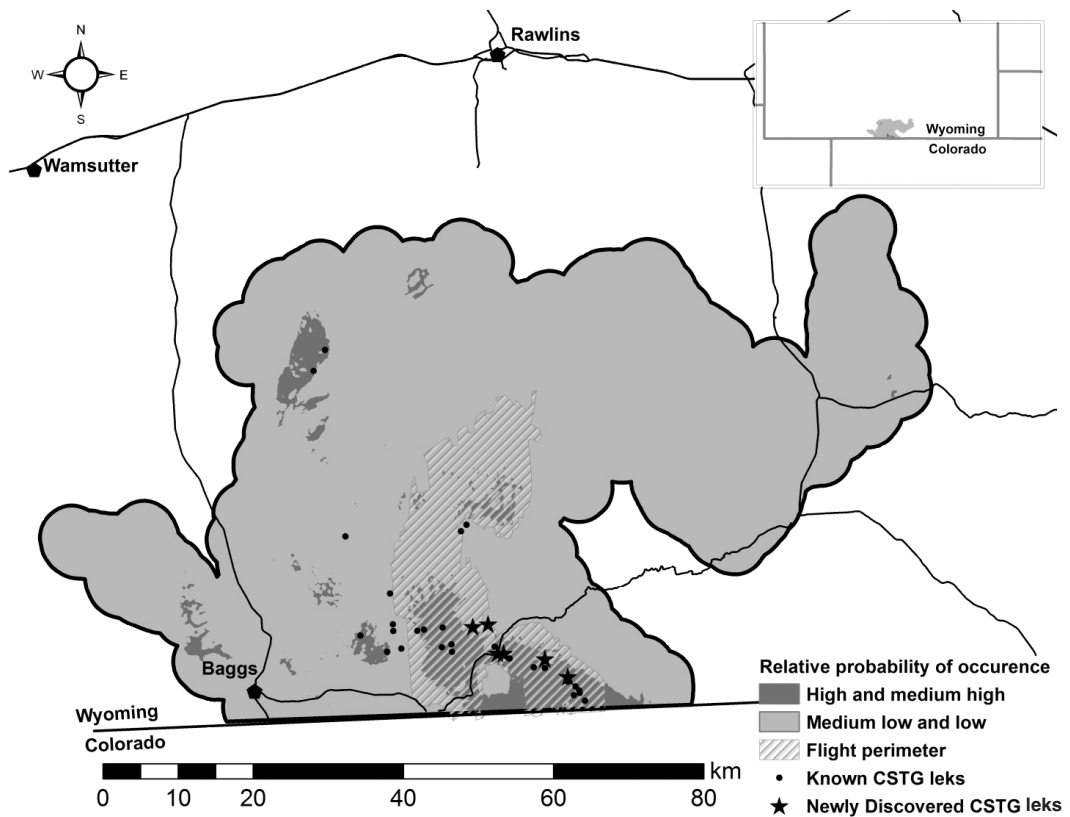 N
W E
S
Rawlins
Wamsutter
Wyoming
Colorado
Baggs
Wyoming
Colorado
Relative probability of occurence
High and medium high
Medium low and low
Flight perimeter
Known CSTG leks
Newly Discovered CSTG leks
km
0 10 20 40 60 80